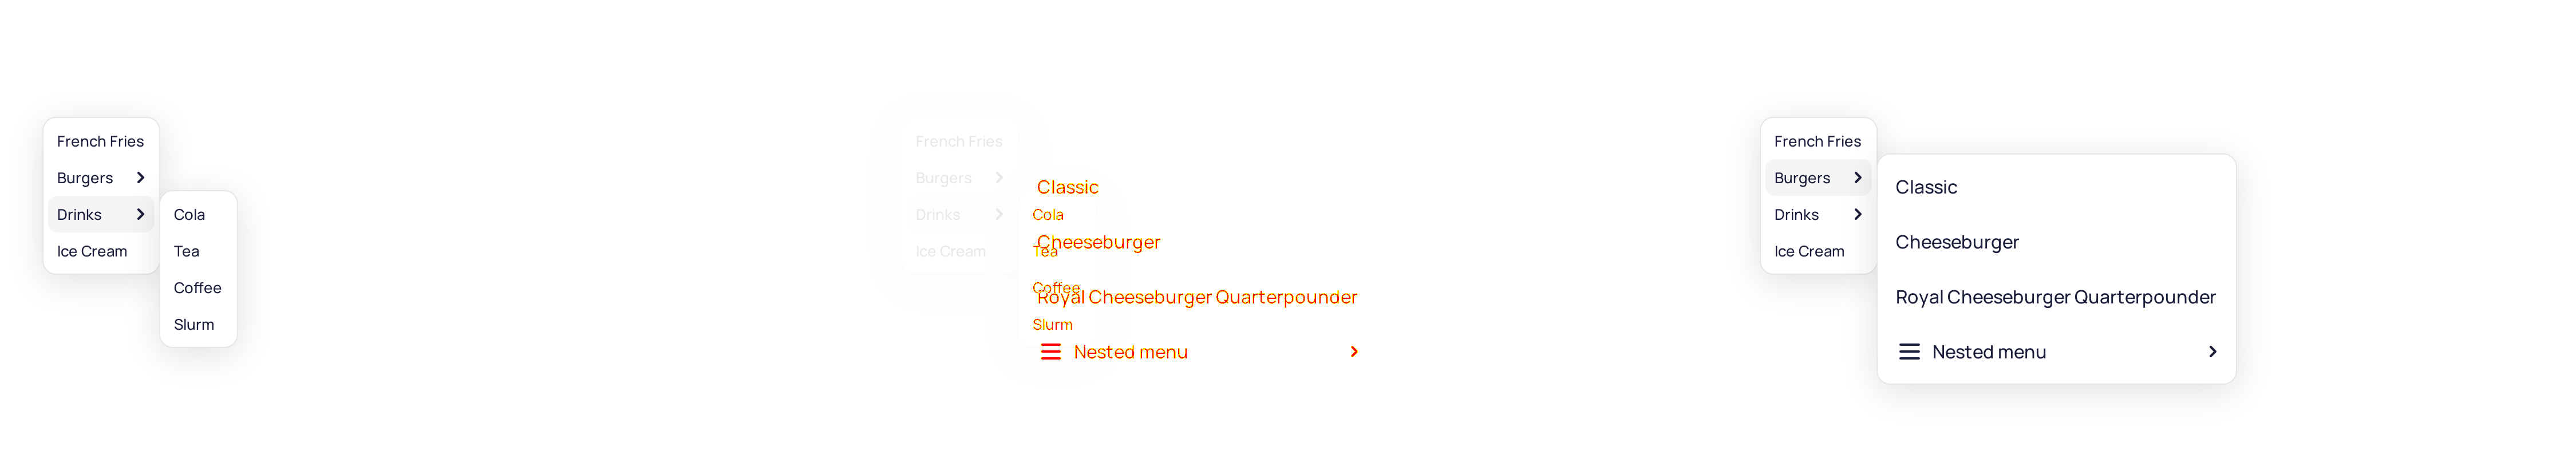 French Fries
Burgers
Drinks
Ice Cream
Cola
Tea
Coffee
Slurm
French Fries
Burgers
Drinks
Ice Cream
Classic
Cola
Cheeseburger
Tea
Coffee
Royal Cheeseburger Quarterpounder
Slurm
Nested menu
French Fries
Burgers
Drinks
Ice Cream
Classic
Cheeseburger
Royal Cheeseburger Quarterpounder
Nested menu